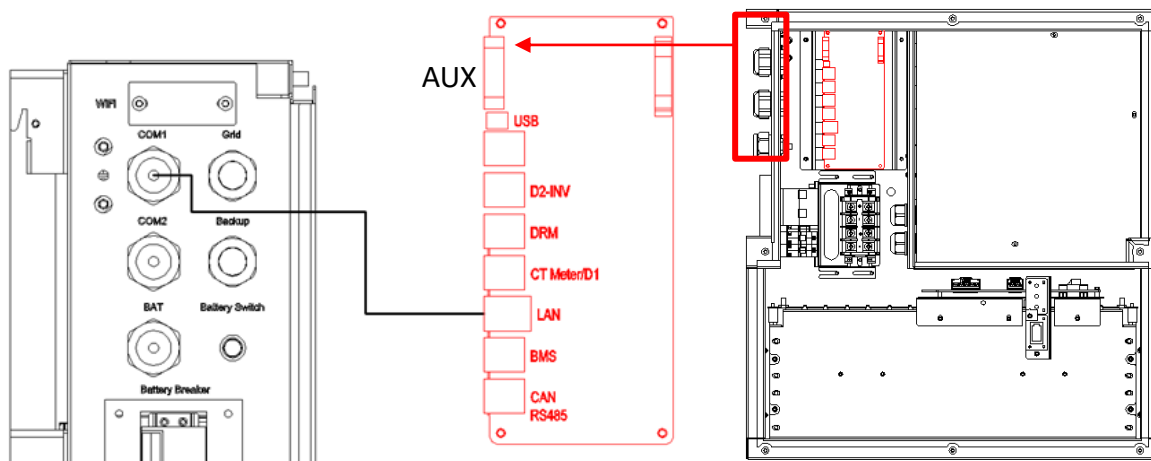 WIFI
COM1 Grid
COM2 Backup
BAT Battery Switch
Battery Breaker
AUX
USB
D2-INV
DRM
CT Meter/D1
LAN
BMS
CAN
RS485